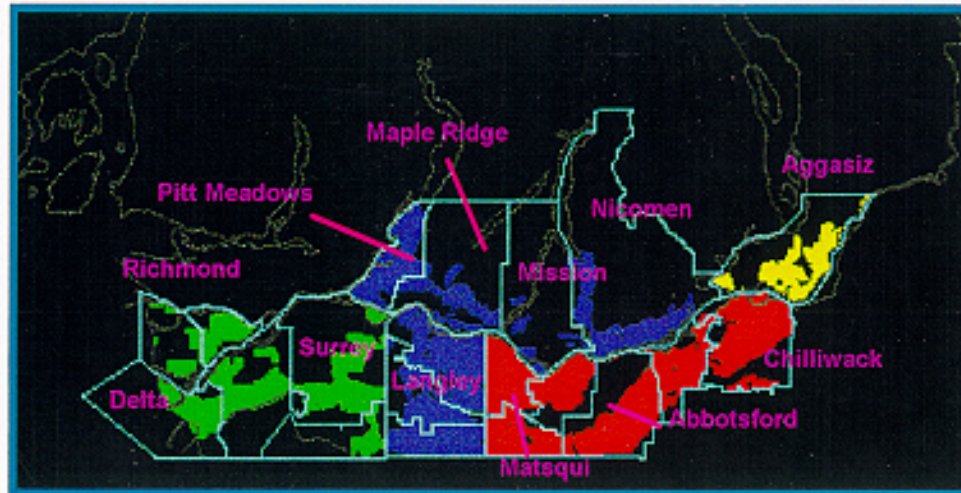 Maple Ridge
Aggasiz
Pitt Meadows
Nicomen
Richmond
Mission
Surrey
Chilliwack
Langley
Delta
Abbotsford
Matsqui